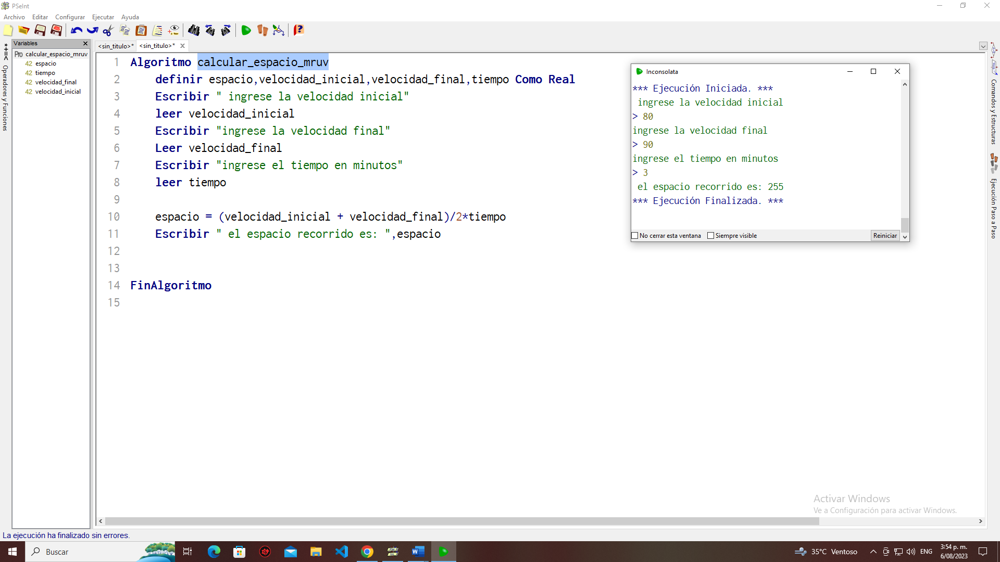 PSeInt
Archivo Editar Configurar Ejecutar Ayuda
Variables
<sin_titulo>* <sin_titulo>*
*+=< Operadores y Funciones
Pro calcular_espacio_mruv
42 espacio
42 tiempo
42 velocidad_final
42 velocidad_inicial
1 Algoritmo calcular_espacio_mruv
2 definir espacio,velocidad_inicial,velocidad_final,tiempo Como Real
3 Escribir " ingrese la velocidad inicial"
4 leer velocidad_inicial
5 Escribir "ingrese la velocidad final"
6 Leer velocidad_final
7 Escribir "ingrese el tiempo en minutos"
8 leer tiempo
9
10 espacio = (velocidad_inicial + velocidad_final)/2*tiempo
11 Escribir " el espacio recorrido es: ",espacio
12
13
14 FinAlgoritmo
15
Inconsolata
*** Ejecución Iniciada. ***
ingrese la velocidad inicial
> 80
ingrese la velocidad final
> 90
ingrese el tiempo en minutos
> 3
el espacio recorrido es: 255
*** Ejecución Finalizada. ***
No cerrar esta ventana Siempre visible Reiniciar
Comandos y Estructuras
Ejecución Paso a Paso
Activar Windows
Ve a Configuración para activar Windows.
La ejecución ha finalizado sin errores.
Buscar
35°C Ventoso
ENG
3:54 p. m.
6/08/2023